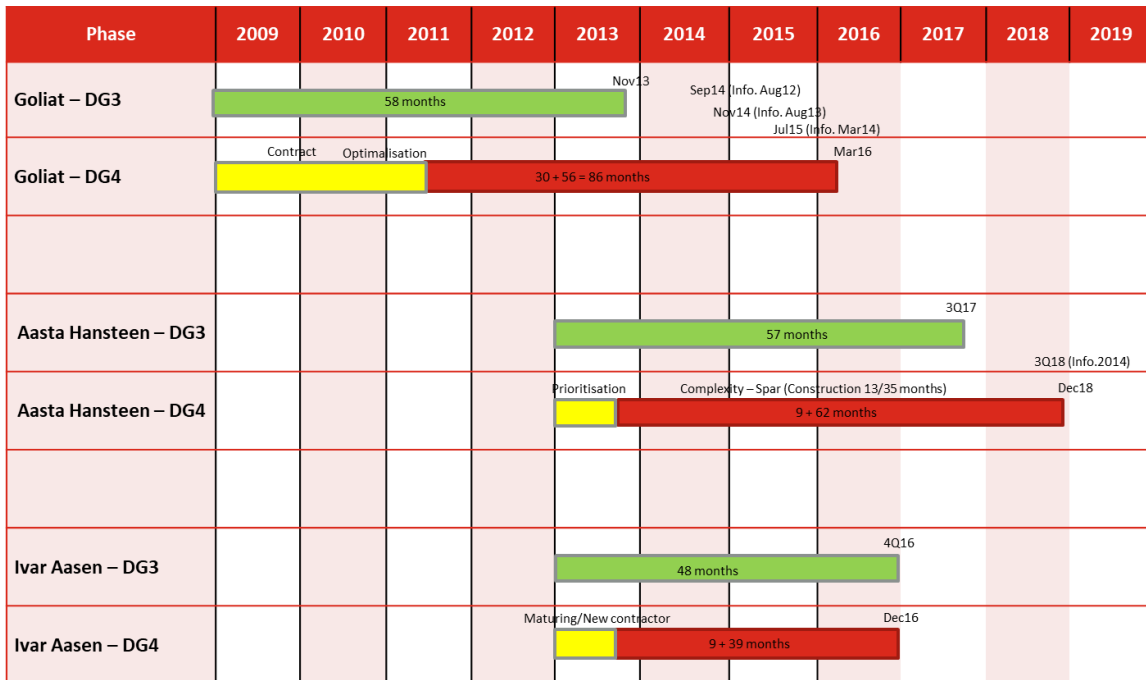 Phase 2009 2010 2011 2012 2013 2014 2015 2016 2017 2018 2019
Nov13
Sep14 (Info. Aug12)
Goliat – DG3
58 months
Nov14 (Info. Aug13)
Jul15 (Info. Mar14)
Contract Optimalisation Mar16
Goliat – DG4
30 + 56 = 86 months
3Q17
Aasta Hansteen – DG3
57 months
3Q18 (Info.2014)
Prioritisation Complexity – Spar (Construction 13/35 months) Dec18
Aasta Hansteen – DG4
9 + 62 months
4Q16
Ivar Aasen – DG3
48 months
Maturing/New contractor Dec16
Ivar Aasen – DG4
9 + 39 months